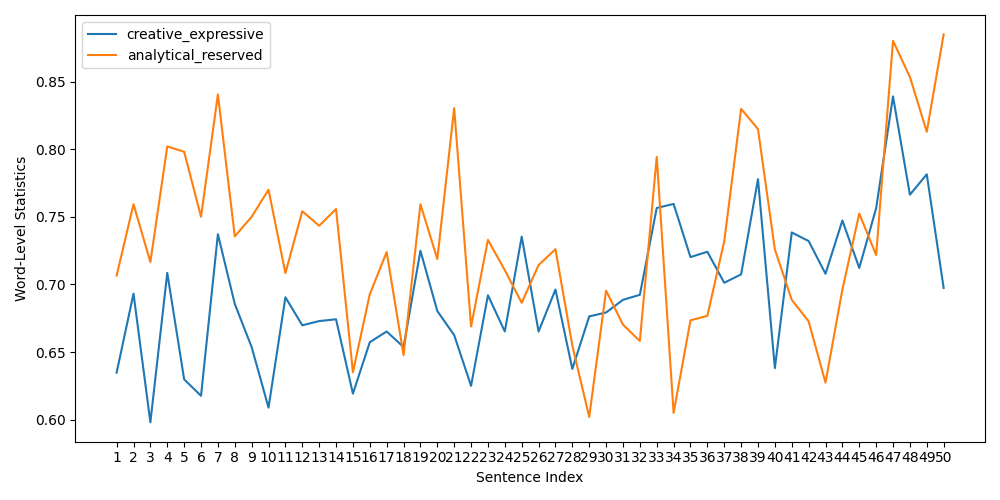 creative_expressive
analytical_reserved
0.85
0.80
0.75
0.70
0.65
0.60
Word-Level Statistics
1 2 3 4 5 6 7 8 9 10 11 12 13 14 15 16 17 18 19 20 21 22 23 24 25 26 27 28 29 30 31 32 33 34 35 36 37 38 39 40 41 42 43 44 45 46 47 48 49 50
Sentence Index